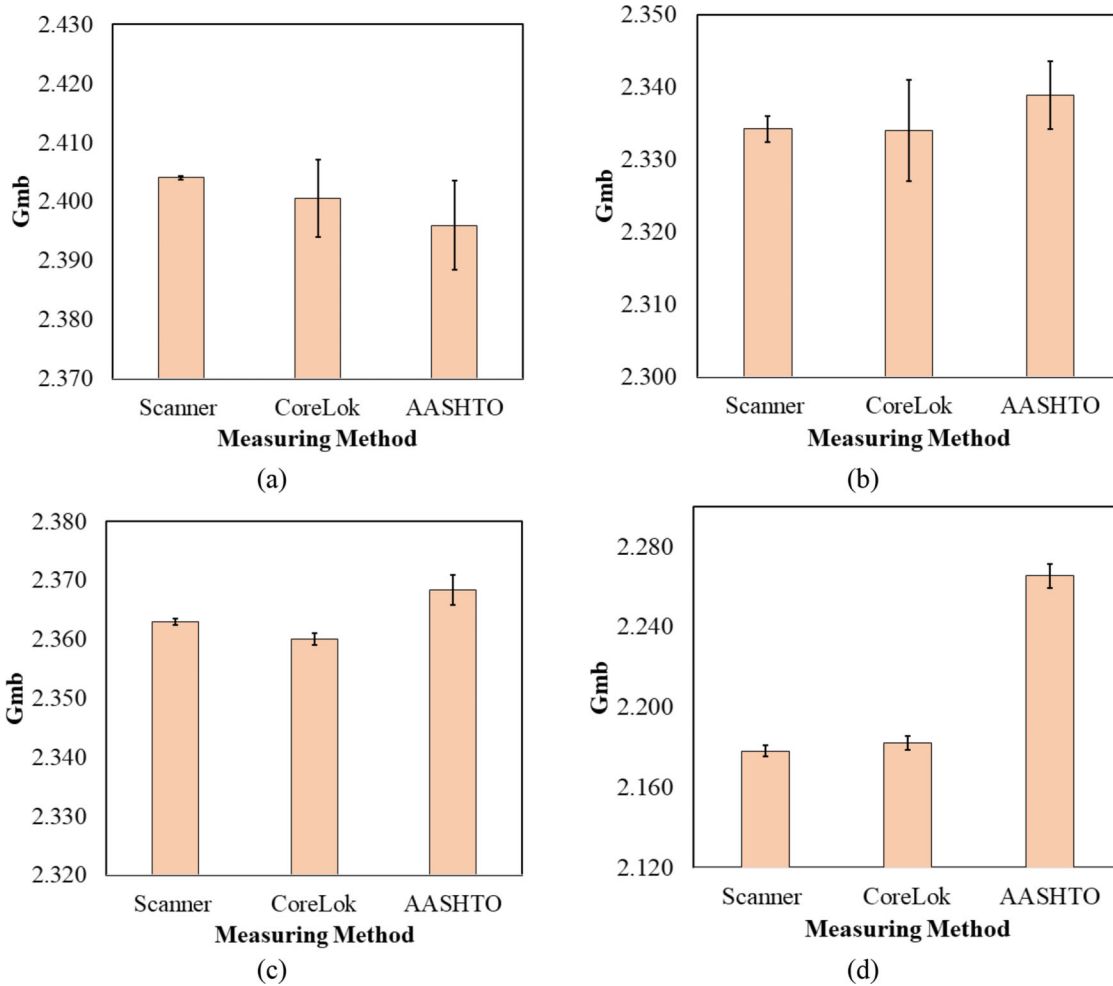 2.430
2.420
2.410
2.400
2.390
2.380
2.370
Gmb
Scanner CoreLok AASHTO
Measuring Method
(a)
2.350
2.340
2.330
2.320
2.310
2.300
Gmb
Scanner CoreLok AASHTO
Measuring Method
(b)
2.380
2.370
2.360
2.350
2.340
2.330
2.320
Gmb
Scanner CoreLok AASHTO
Measuring Method
(c)
2.280
2.240
2.200
2.160
2.120
Gmb
Scanner CoreLok AASHTO
Measuring Method
(d)